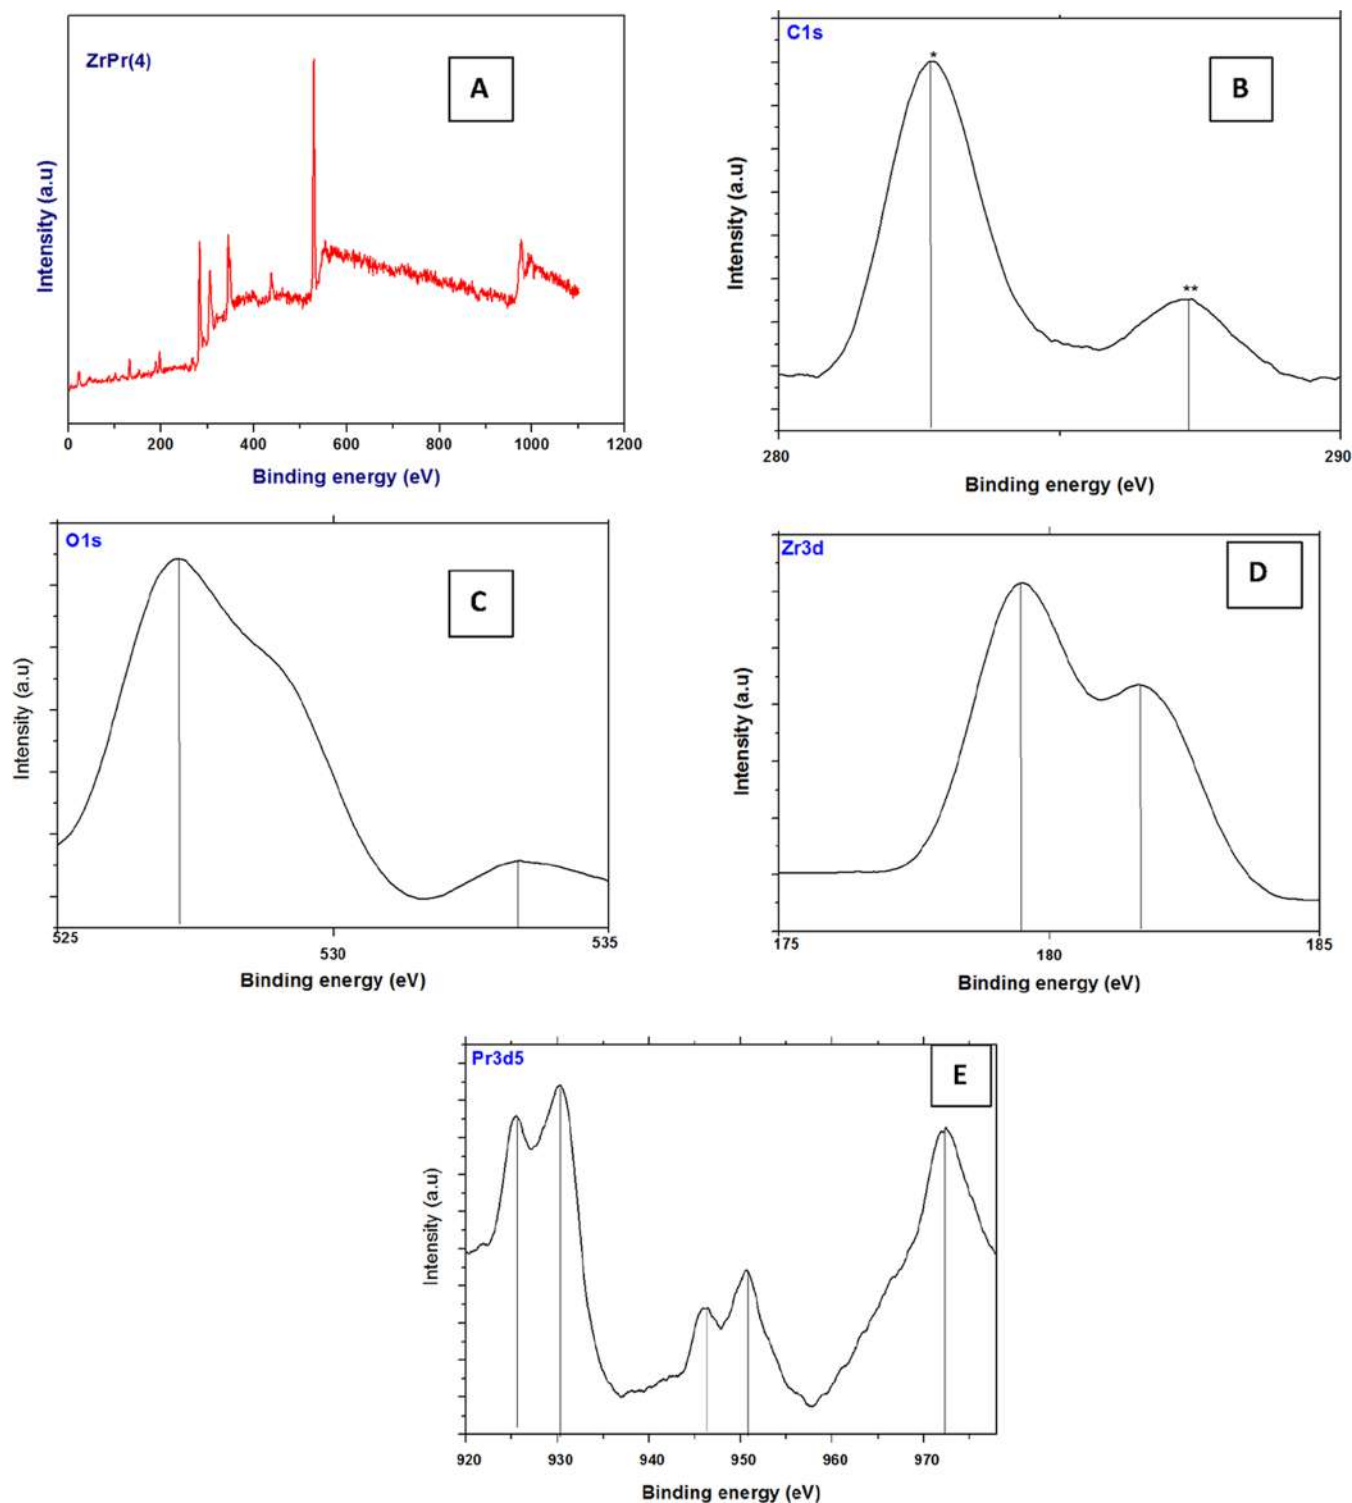 ZrPr(4)
A
Intensity (a.u)
0 200 400 600 800 1000 1200
Binding energy (eV)
C1s
*
B
**
Intensity (a.u)
280 290
Binding energy (eV)
O1s
C
Intensity (a.u)
525 530 535
Binding energy (eV)
Zr3d
D
Intensity (a.u)
175 180 185
Binding energy (eV)
Pr3d5
E
Intensity (a.u)
920 930 940 950 960 970
Binding energy (eV)